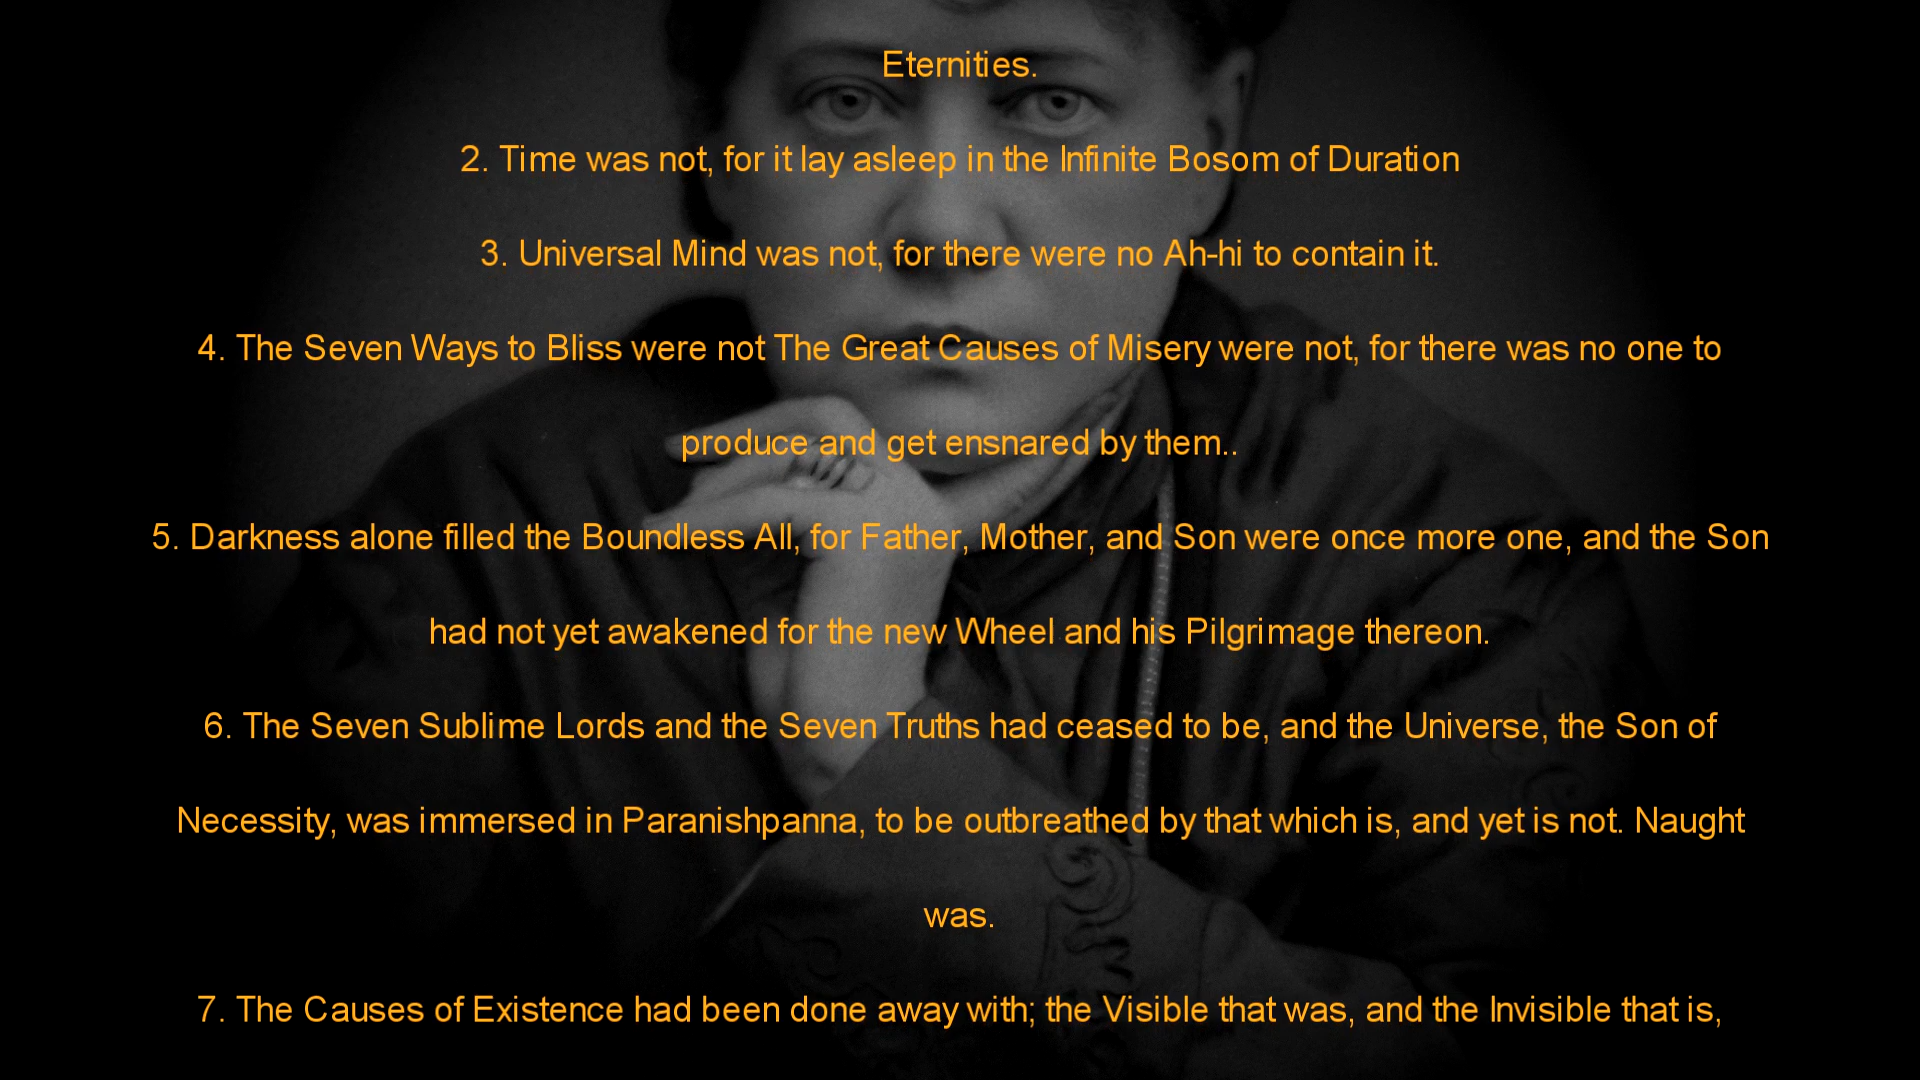 Eternities.
2. Time was not, for it lay asleep in the Infinite Bosom of Duration
3. Universal Mind was not, for there were no Ah-hi to contain it.
4. The Seven Ways to Bliss were not The Great Causes of Misery were not, for there was no one to
produce and get ensnared by them..
5. Darkness alone filled the Boundless All, for Father, Mother, and Son were once more one, and the Son
had not yet awakened for the new Wheel and his Pilgrimage thereon.
6. The Seven Sublime Lords and the Seven Truths had ceased to be, and the Universe, the Son of
Necessity, was immersed in Paranishpanna, to be outbreathed by that which is, and yet is not. Naught
was.
7. The Causes of Existence had been done away with; the Visible that was, and the Invisible that is,